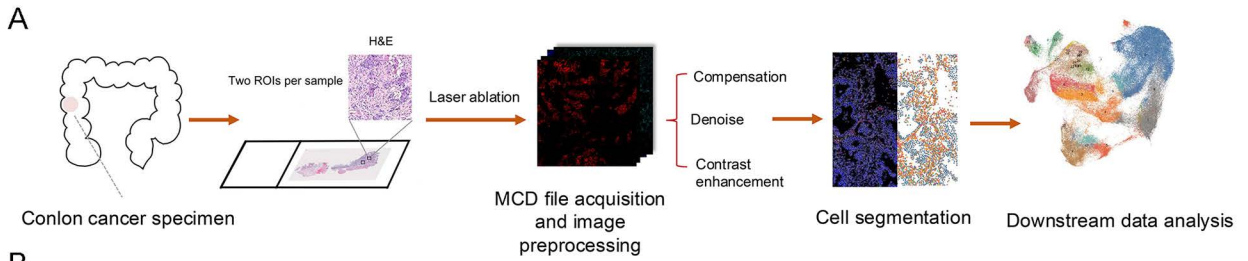 A
H&E
Two ROIs per sample
Laser ablation
Compensation
Denoise
Contrast
enhancement
Conlon cancer specimen
MCD file acquisition
and image
preprocessing
Cell segmentation
Downstream data analysis